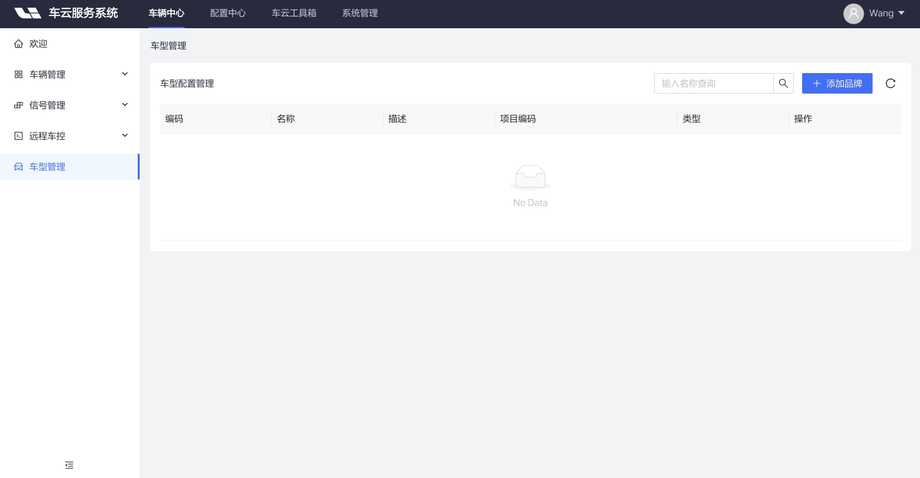 车云服务系统 车辆中心 配置中心 车云工具箱 系统管理 Wang
欢迎
车辆管理
信号管理
远程车控
车型管理
车型管理
车型配置管理 输入名称查询 添加品牌
编码 名称 描述 项目编码 类型 操作
No Data